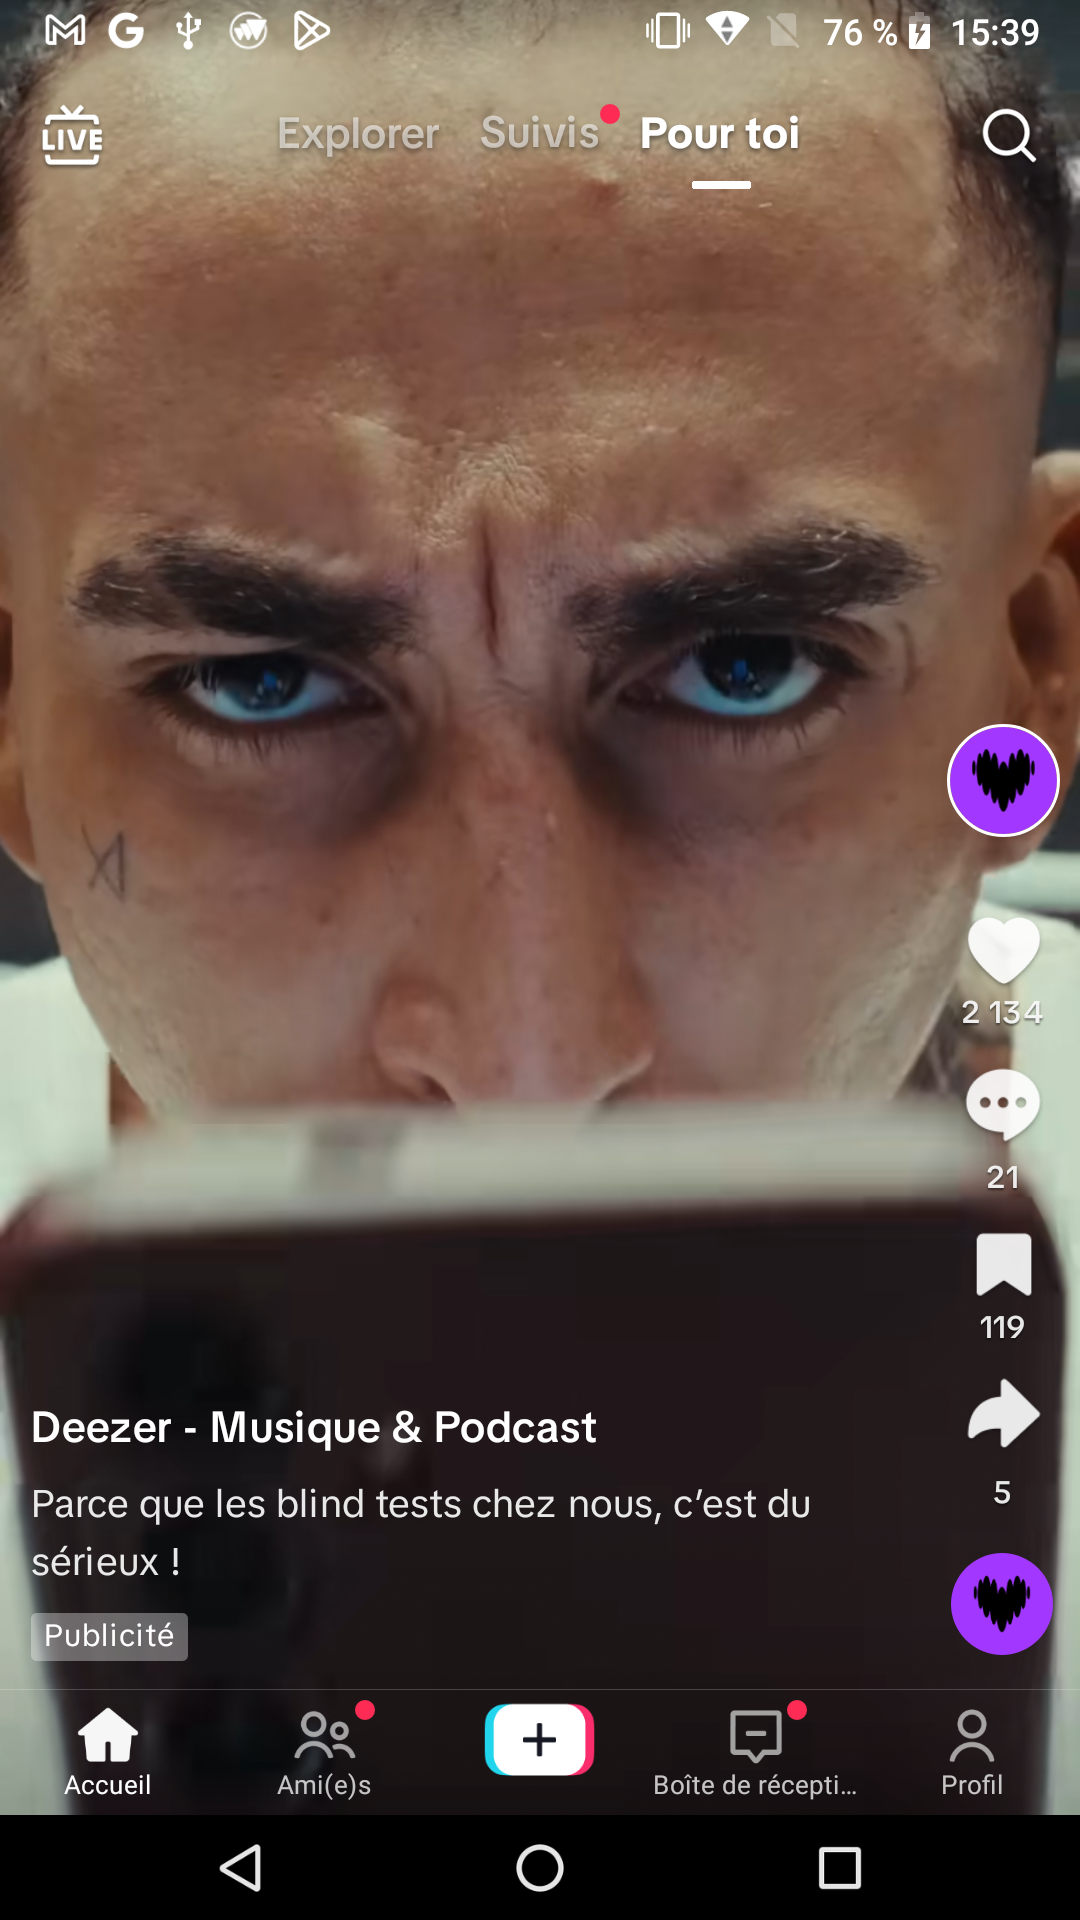 76 %
15:39
LIVE
Explorer
Suivis
Pour toi
2 134
21
119
5
Deezer - Musique & Podcast
Parce que les blind tests chez nous, c’est du
sérieux !
Publicité
Accueil
Ami(e)s
Boîte de récepti...
Profil